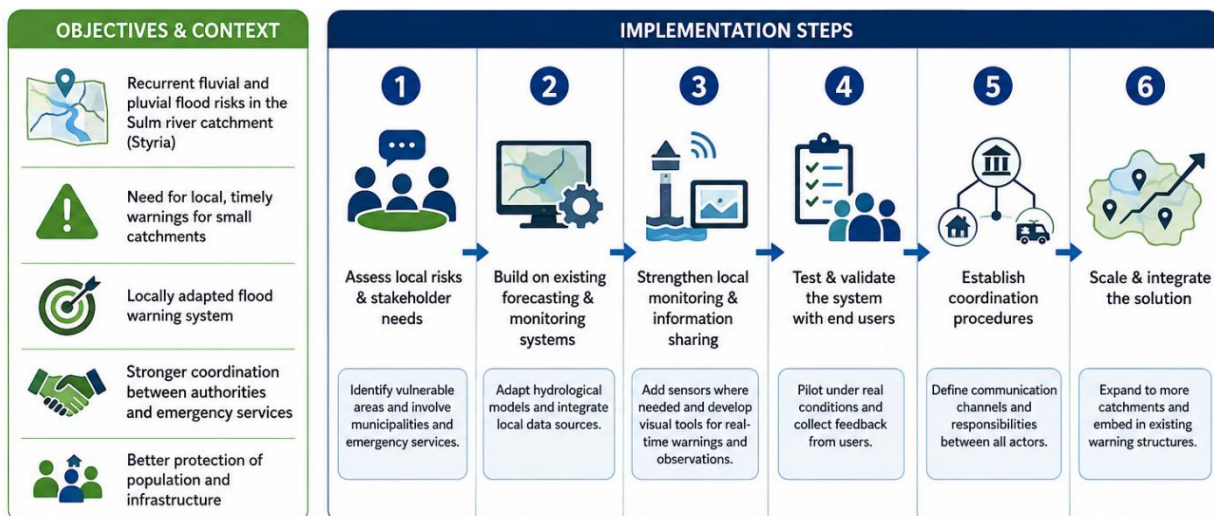 OBJECTIVES & CONTEXT
Recurrent fluvial and
pluvial flood risks in the
Sulm river catchment
(Styria)
Need for local, timely
warnings for small
catchments
Locally adapted flood
warning system
Stronger coordination
between authorities
and emergency services
Better protection of
population and
infrastructure
IMPLEMENTATION STEPS
1
Assess local risks
& stakeholder
needs
Identify vulnerable
areas and involve
municipalities and
emergency services.
2
Build on existing
forecasting &
monitoring
systems
Adapt hydrological
models and integrate
local data sources.
3
Strengthen local
monitoring &
information
sharing
Add sensors where
needed and develop
visual tools for real-
time warnings and
observations.
4
Test & validate
the system
with end users
Pilot under real
conditions and
collect feedback
from users.
5
Establish
coordination
procedures
Define communication
channels and
responsibilities
between all actors.
6
Scale & integrate
the solution
Expand to more
catchments and
embed in existing
warning structures.